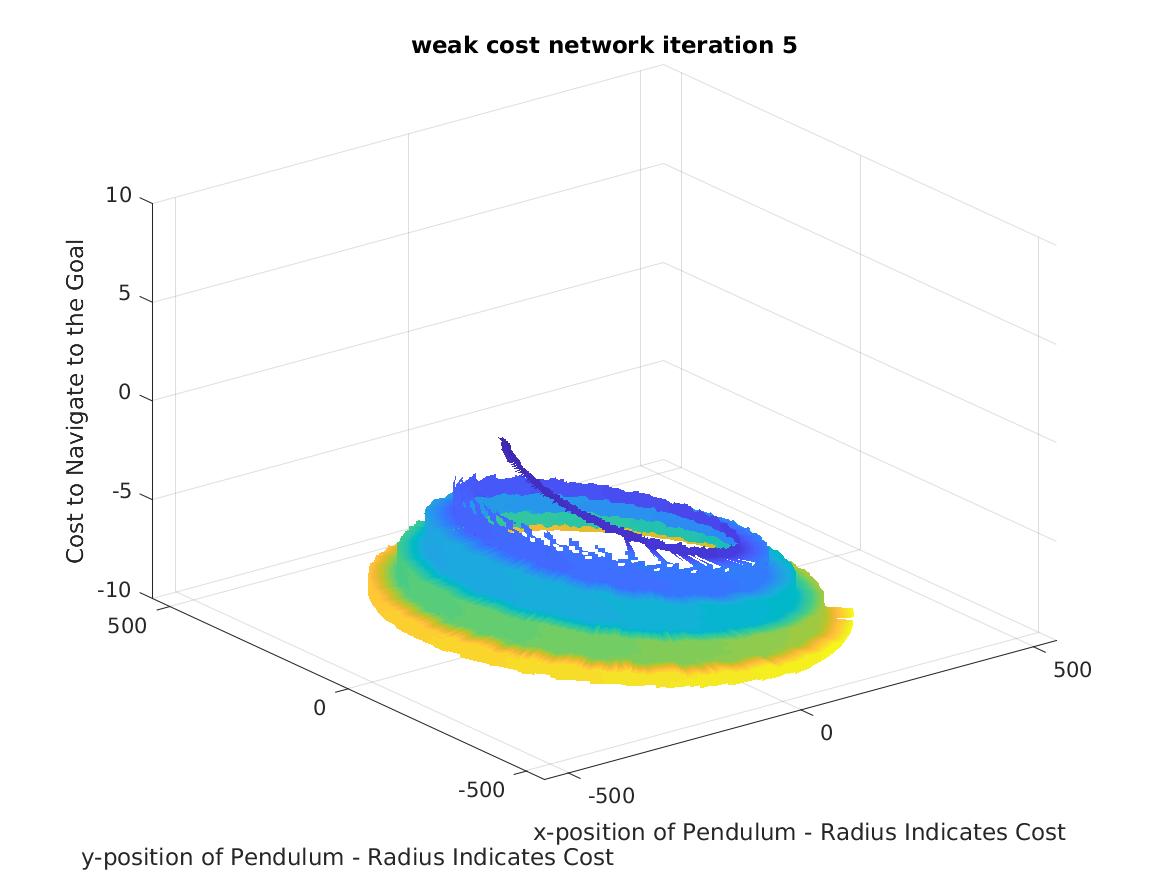 weak cost network iteration 5
10
5
0
-5
-10
Cost to Navigate to the Goal
500
0
-500
-500
0
500
x-position of Pendulum - Radius Indicates Cost
y-position of Pendulum - Radius Indicates Cost